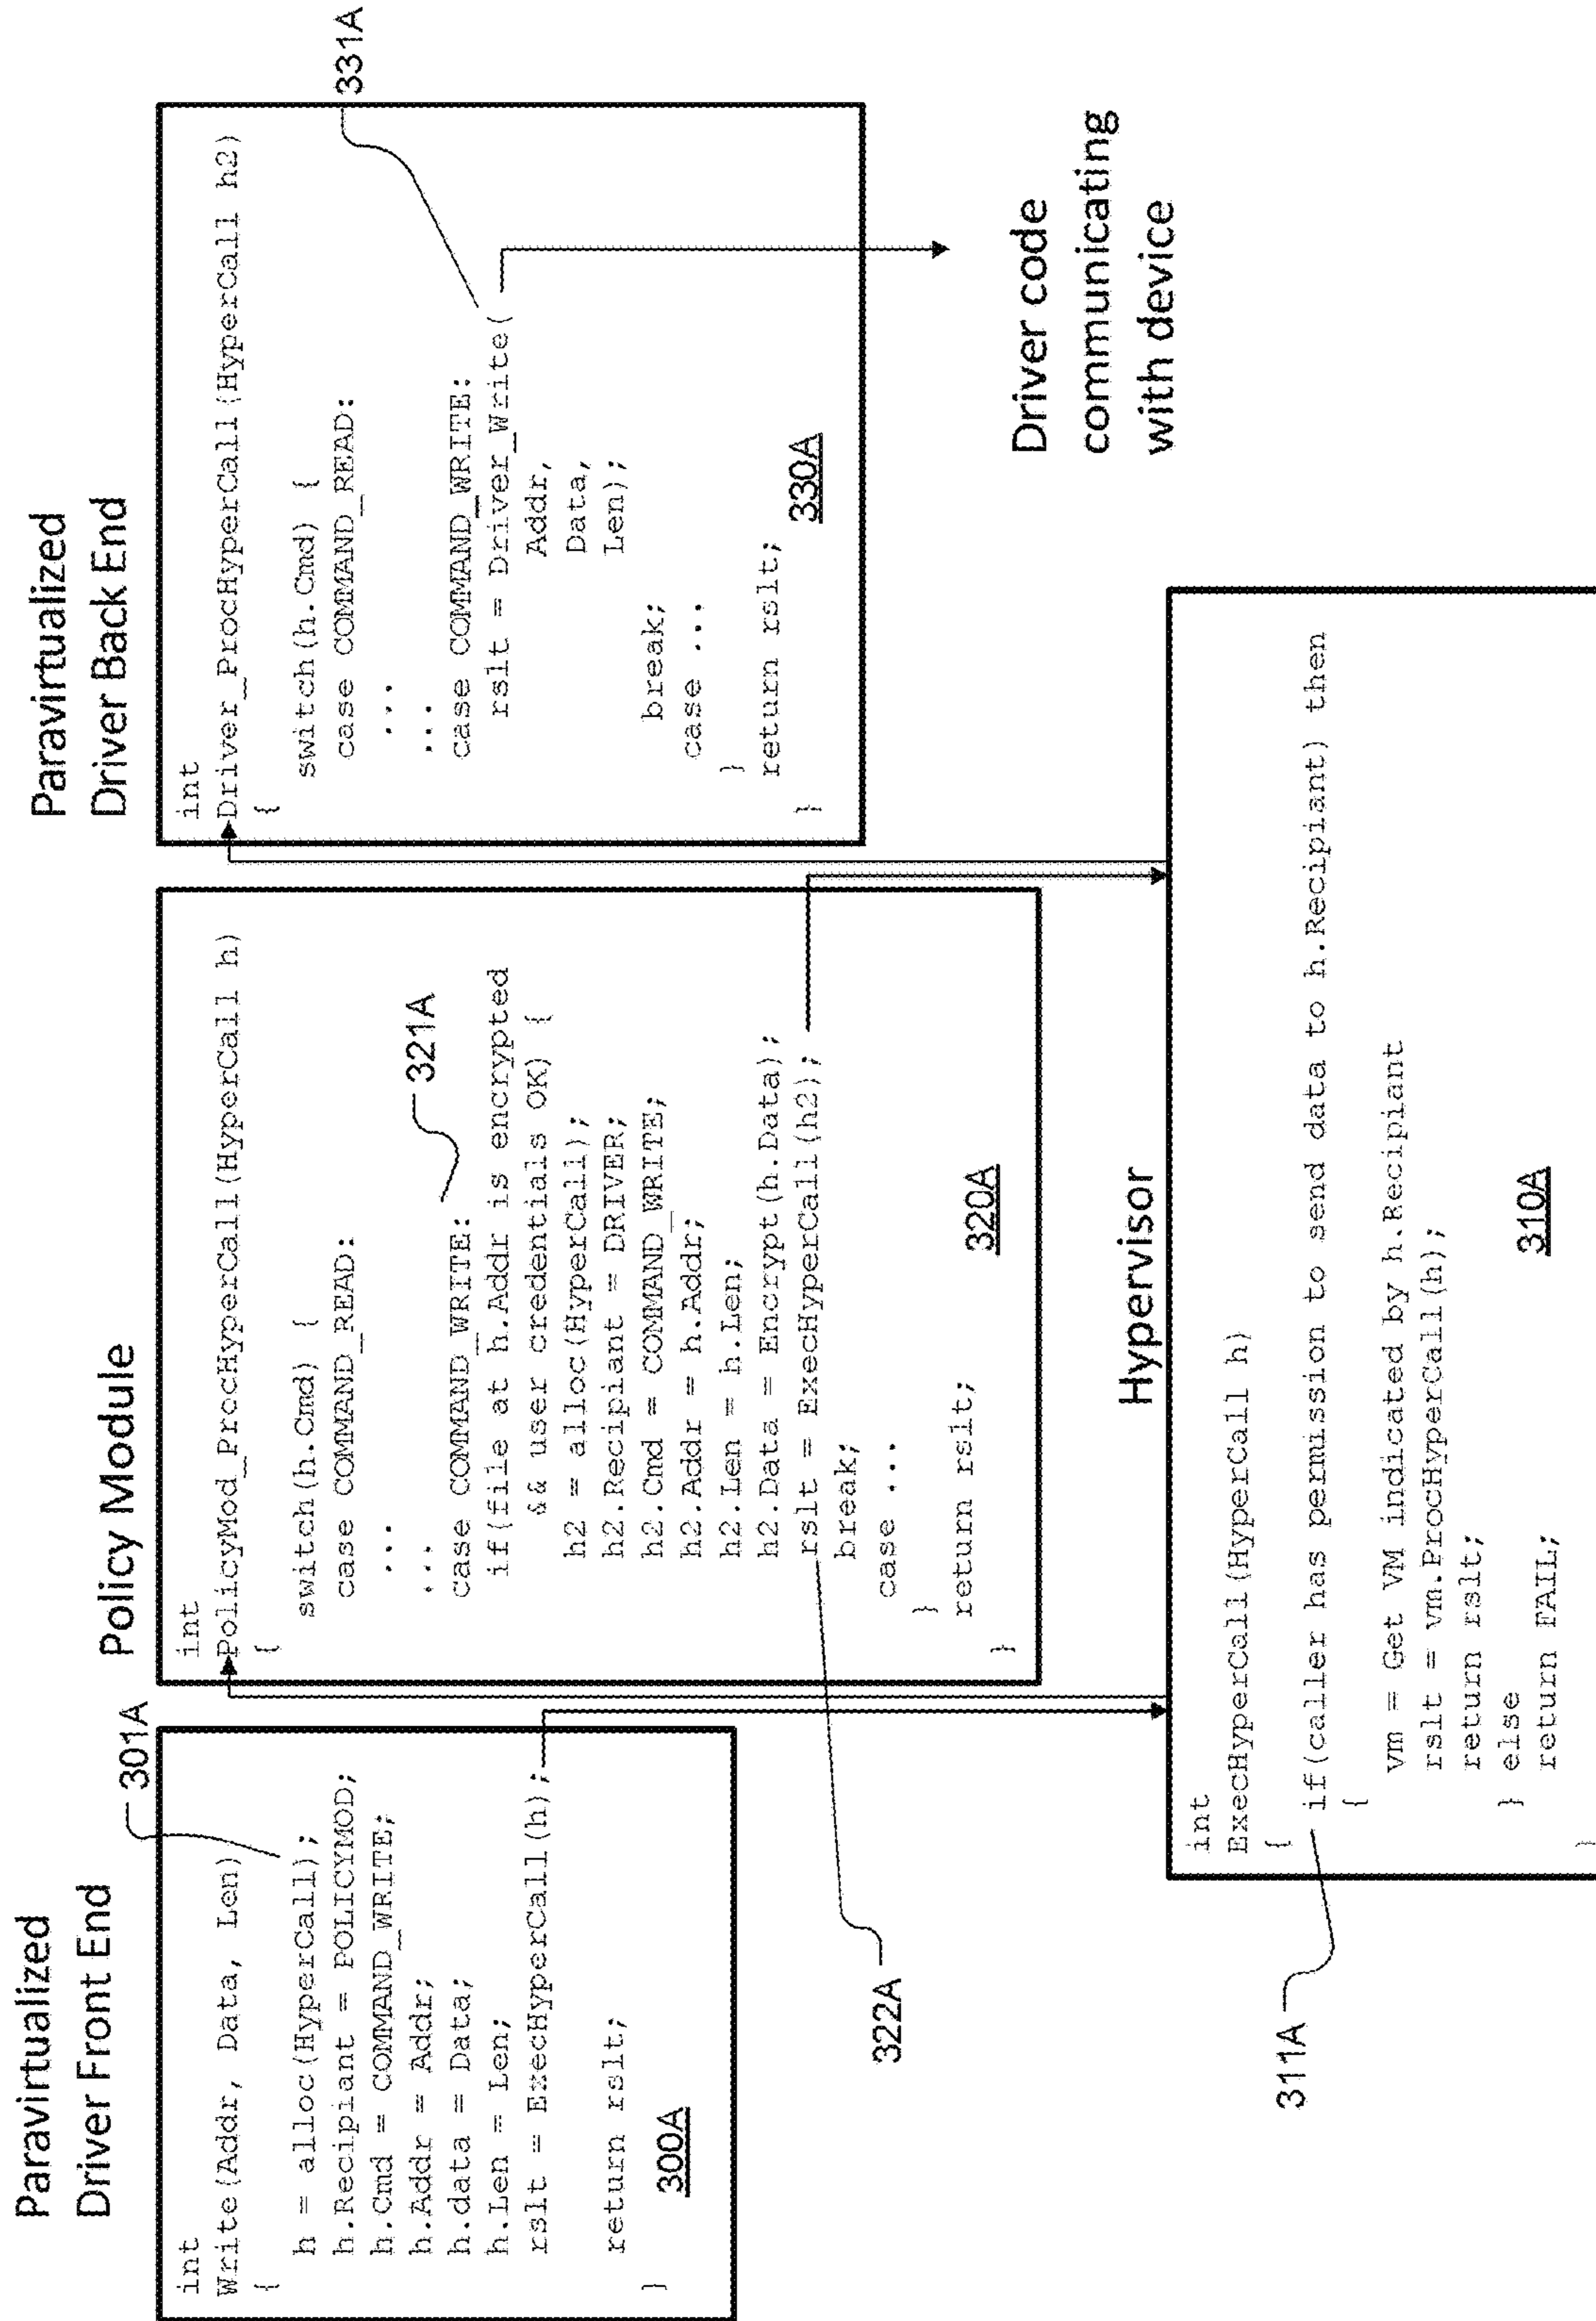 Paravirtualized
Driver Front End
301A
int
Write(Addr, Data, Len)
{
h = alloc(HyperCall);
h.Recipiant = POLICYMOD;
h.Cmd = COMMAND_WRITE;
h.Addr = Addr;
h.data = Data;
h.Len = Len;
rslt = ExecHyperCall(h);
return rslt;
}
300A
Policy Module
int
PolicyMod_ProcHyperCall(HyperCall h)
{
switch(h.Cmd) {
case COMMAND_READ:
...
...
321A
case COMMAND_WRITE:
if(file at h.Addr is encrypted
&& user credentials OK) {
h2 = alloc(HyperCall);
h2.Recipiant = DRIVER;
h2.Cmd = COMMAND_WRITE;
h2.Addr = h.Addr;
h2.Len = h.Len;
h2.Data = Encrypt(h.Data);
rslt = ExecHyperCall(h2);
break;
case ...
}
return rslt;
}
320A
322A
Paravirtualized
Driver Back End
int
Driver_ProcHyperCall(HyperCall h2)
{
switch(h.Cmd) {
case COMMAND_READ:
...
...
case COMMAND_WRITE:
rslt = Driver_Write(
Addr,
Data,
Len);
break;
case ...
}
return rslt;
}
330A
331A
Driver code
communicating
with device
Hypervisor
int
ExecHyperCall(HyperCall h)
{
if(caller has permission to send data to h.Recipiant) then
{
vm = Get VM indicated by h.Recipiant
rslt = vm.ProcHyperCall(h);
return rslt;
} else
return FAIL;
}
310A
311A